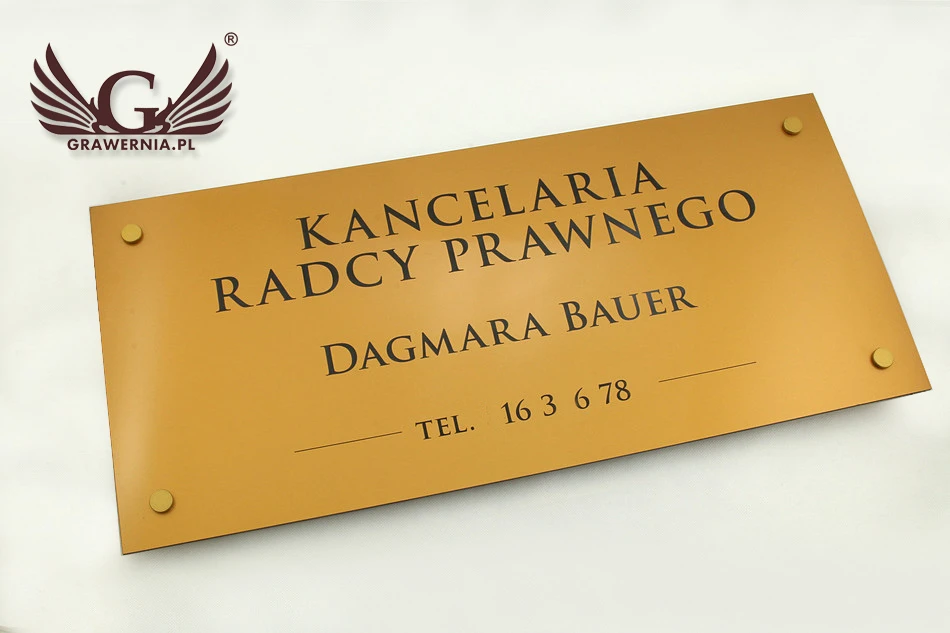 G
GRAWERNIA.PL
®
KANCELARIA
RADCY PRAWNEGO
DAGMARA BAUER
TEL. 16 3 6 78